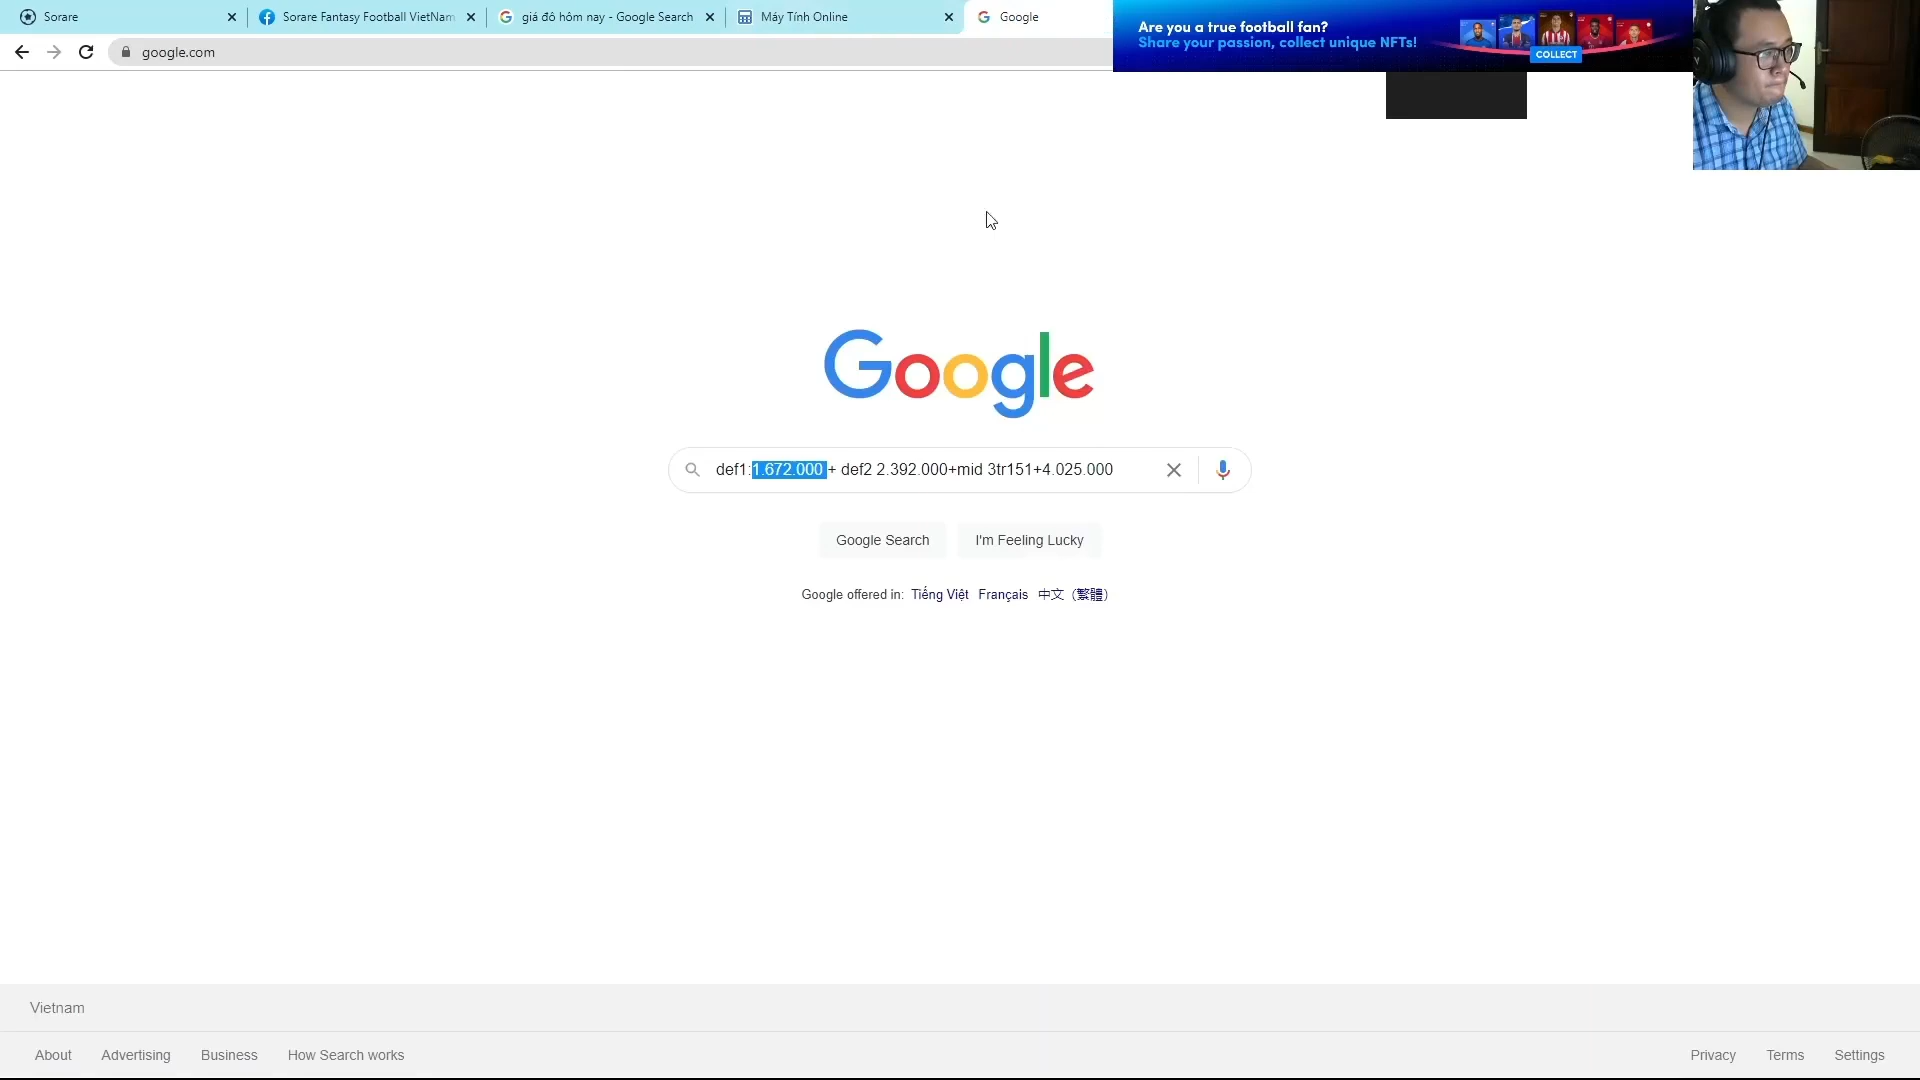 Sorare
Sorare Fantasy Football VietNam
giá đô hôm nay - Google Search
Máy Tính Online
Google
google.com
Are you a true football fan?
Share your passion, collect unique NFTs!
COLLECT
Google
def1:1.672.000 + def2 2.392.000+mid 3tr151+4.025.000
Google Search
I'm Feeling Lucky
Google offered in: Tiếng Việt Français 中文（繁體）
Vietnam
About Advertising Business How Search works
Privacy Terms Settings